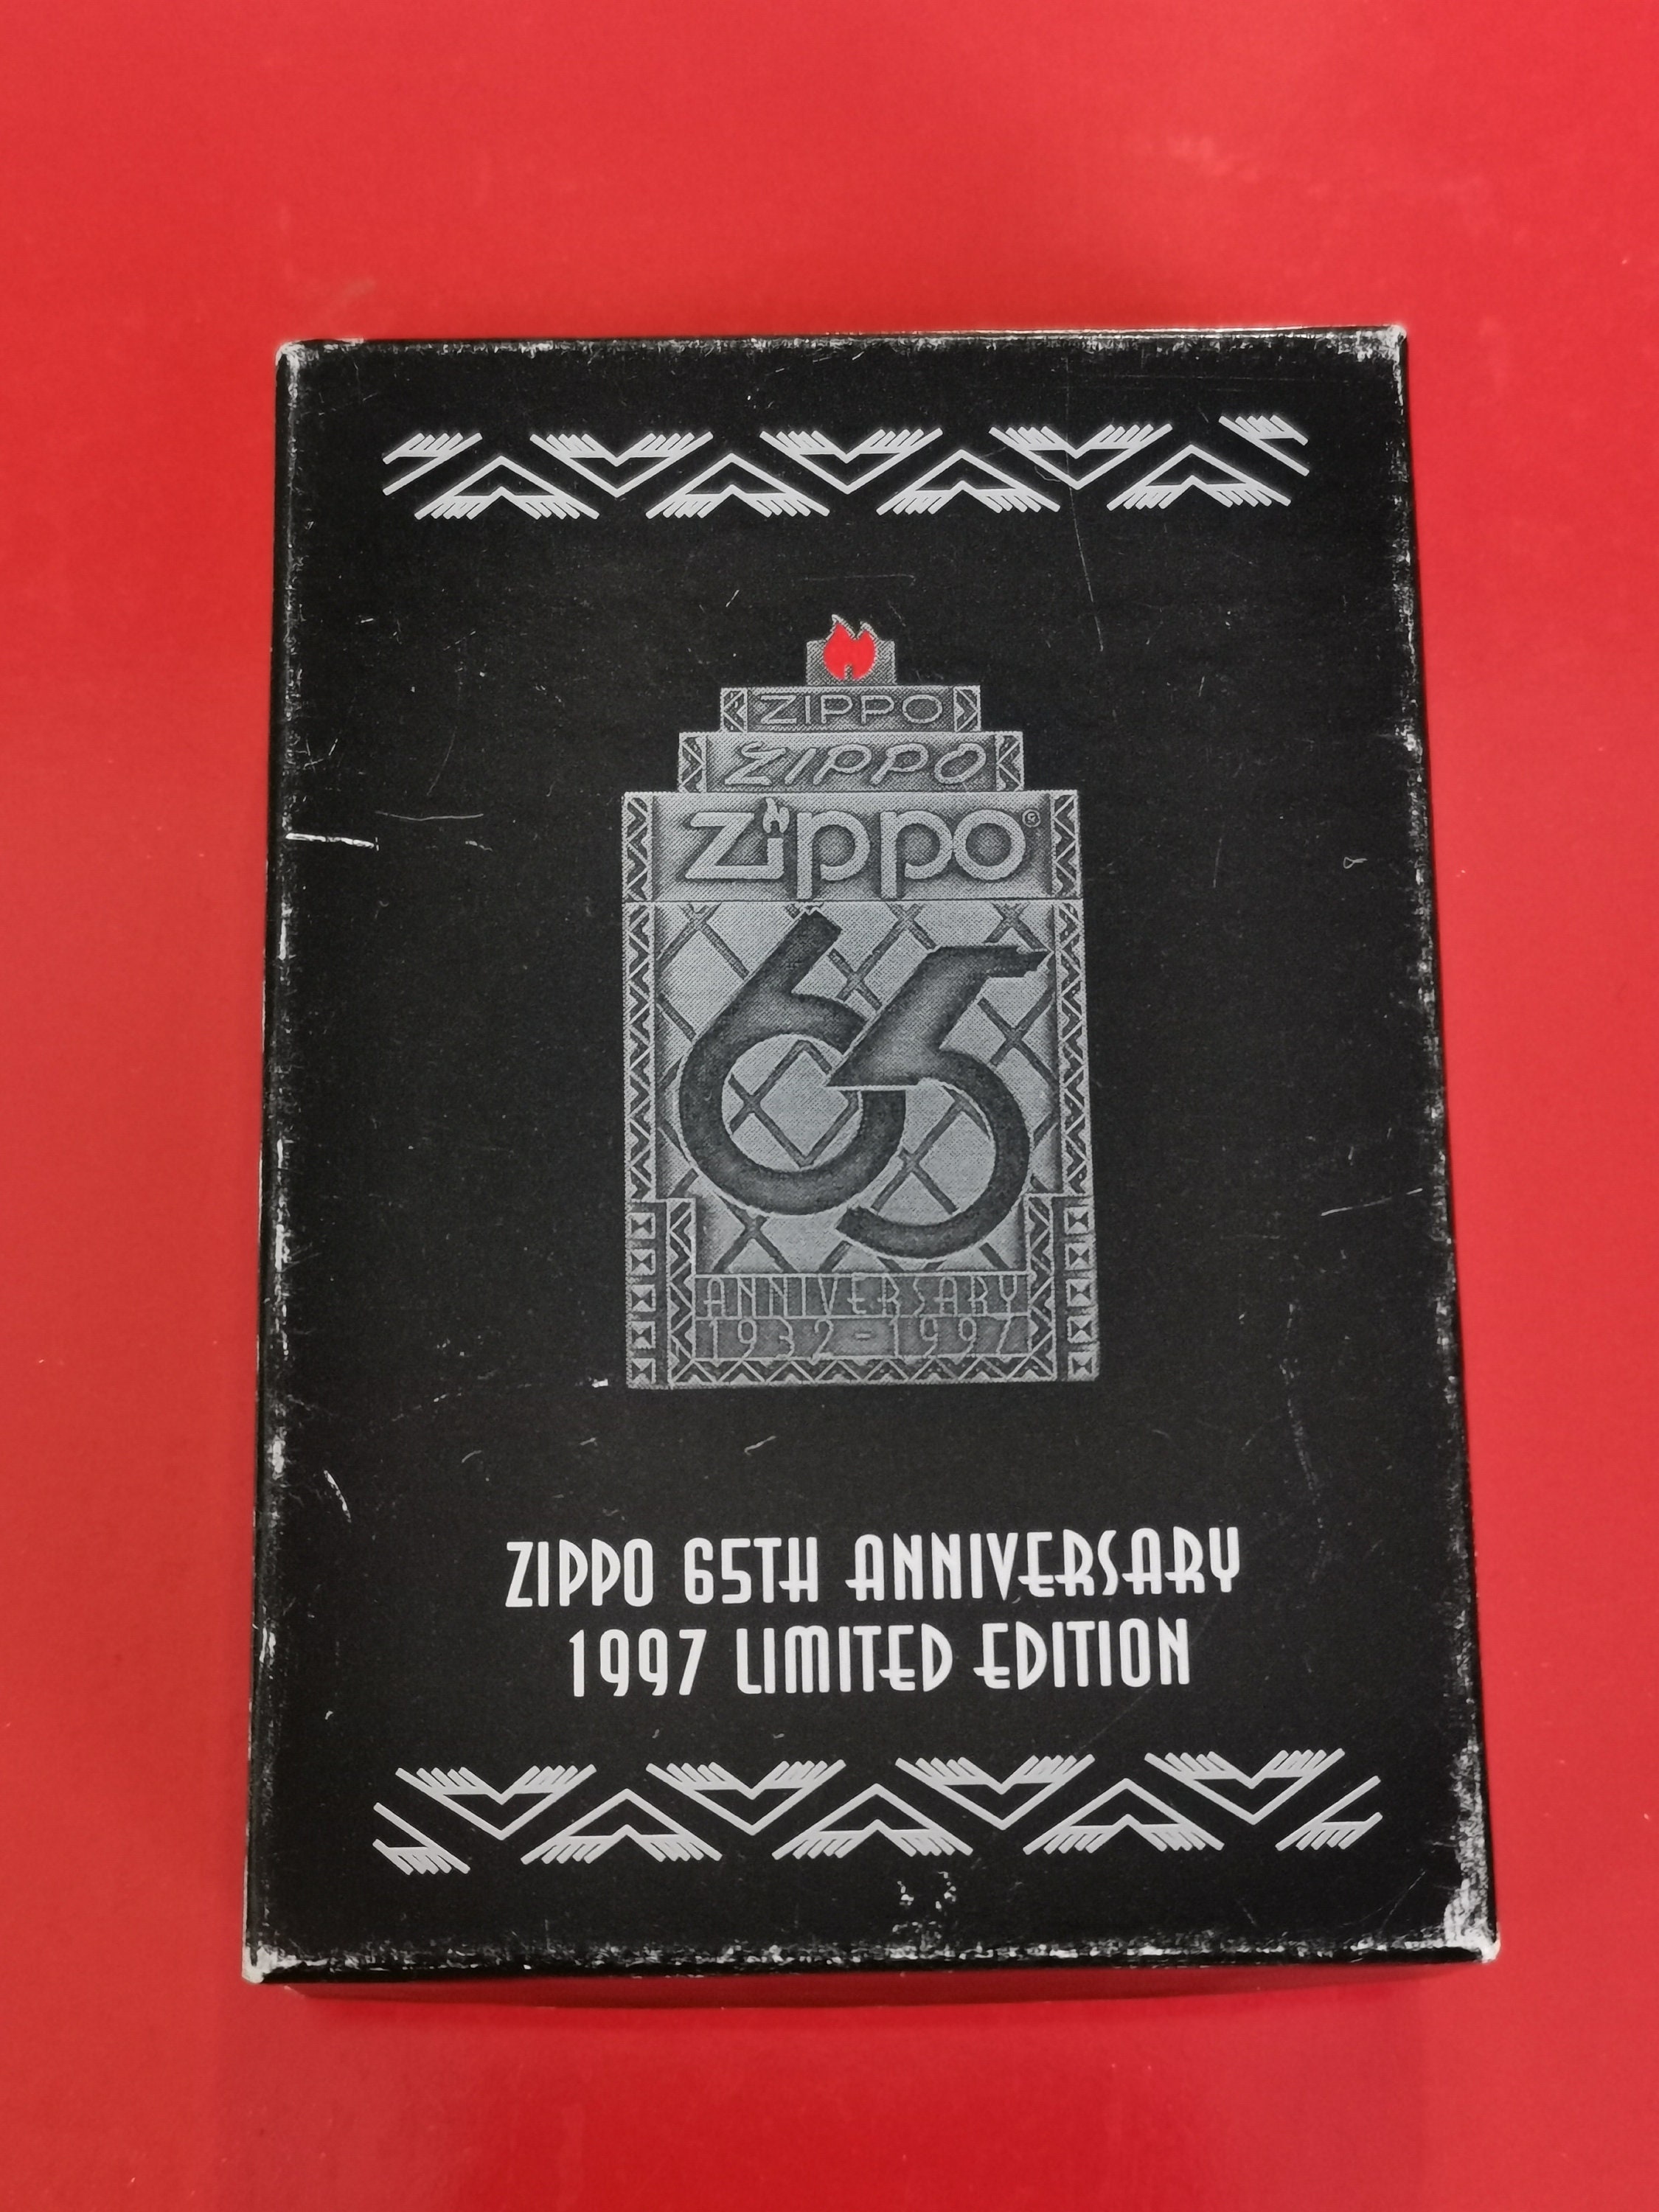 ZIPPO
ZIPPO
Zippo®
65
ANNIVERSARY
1932-1997
ZIPPO 65TH ANNIVERSARY
1997 LIMITED EDITION